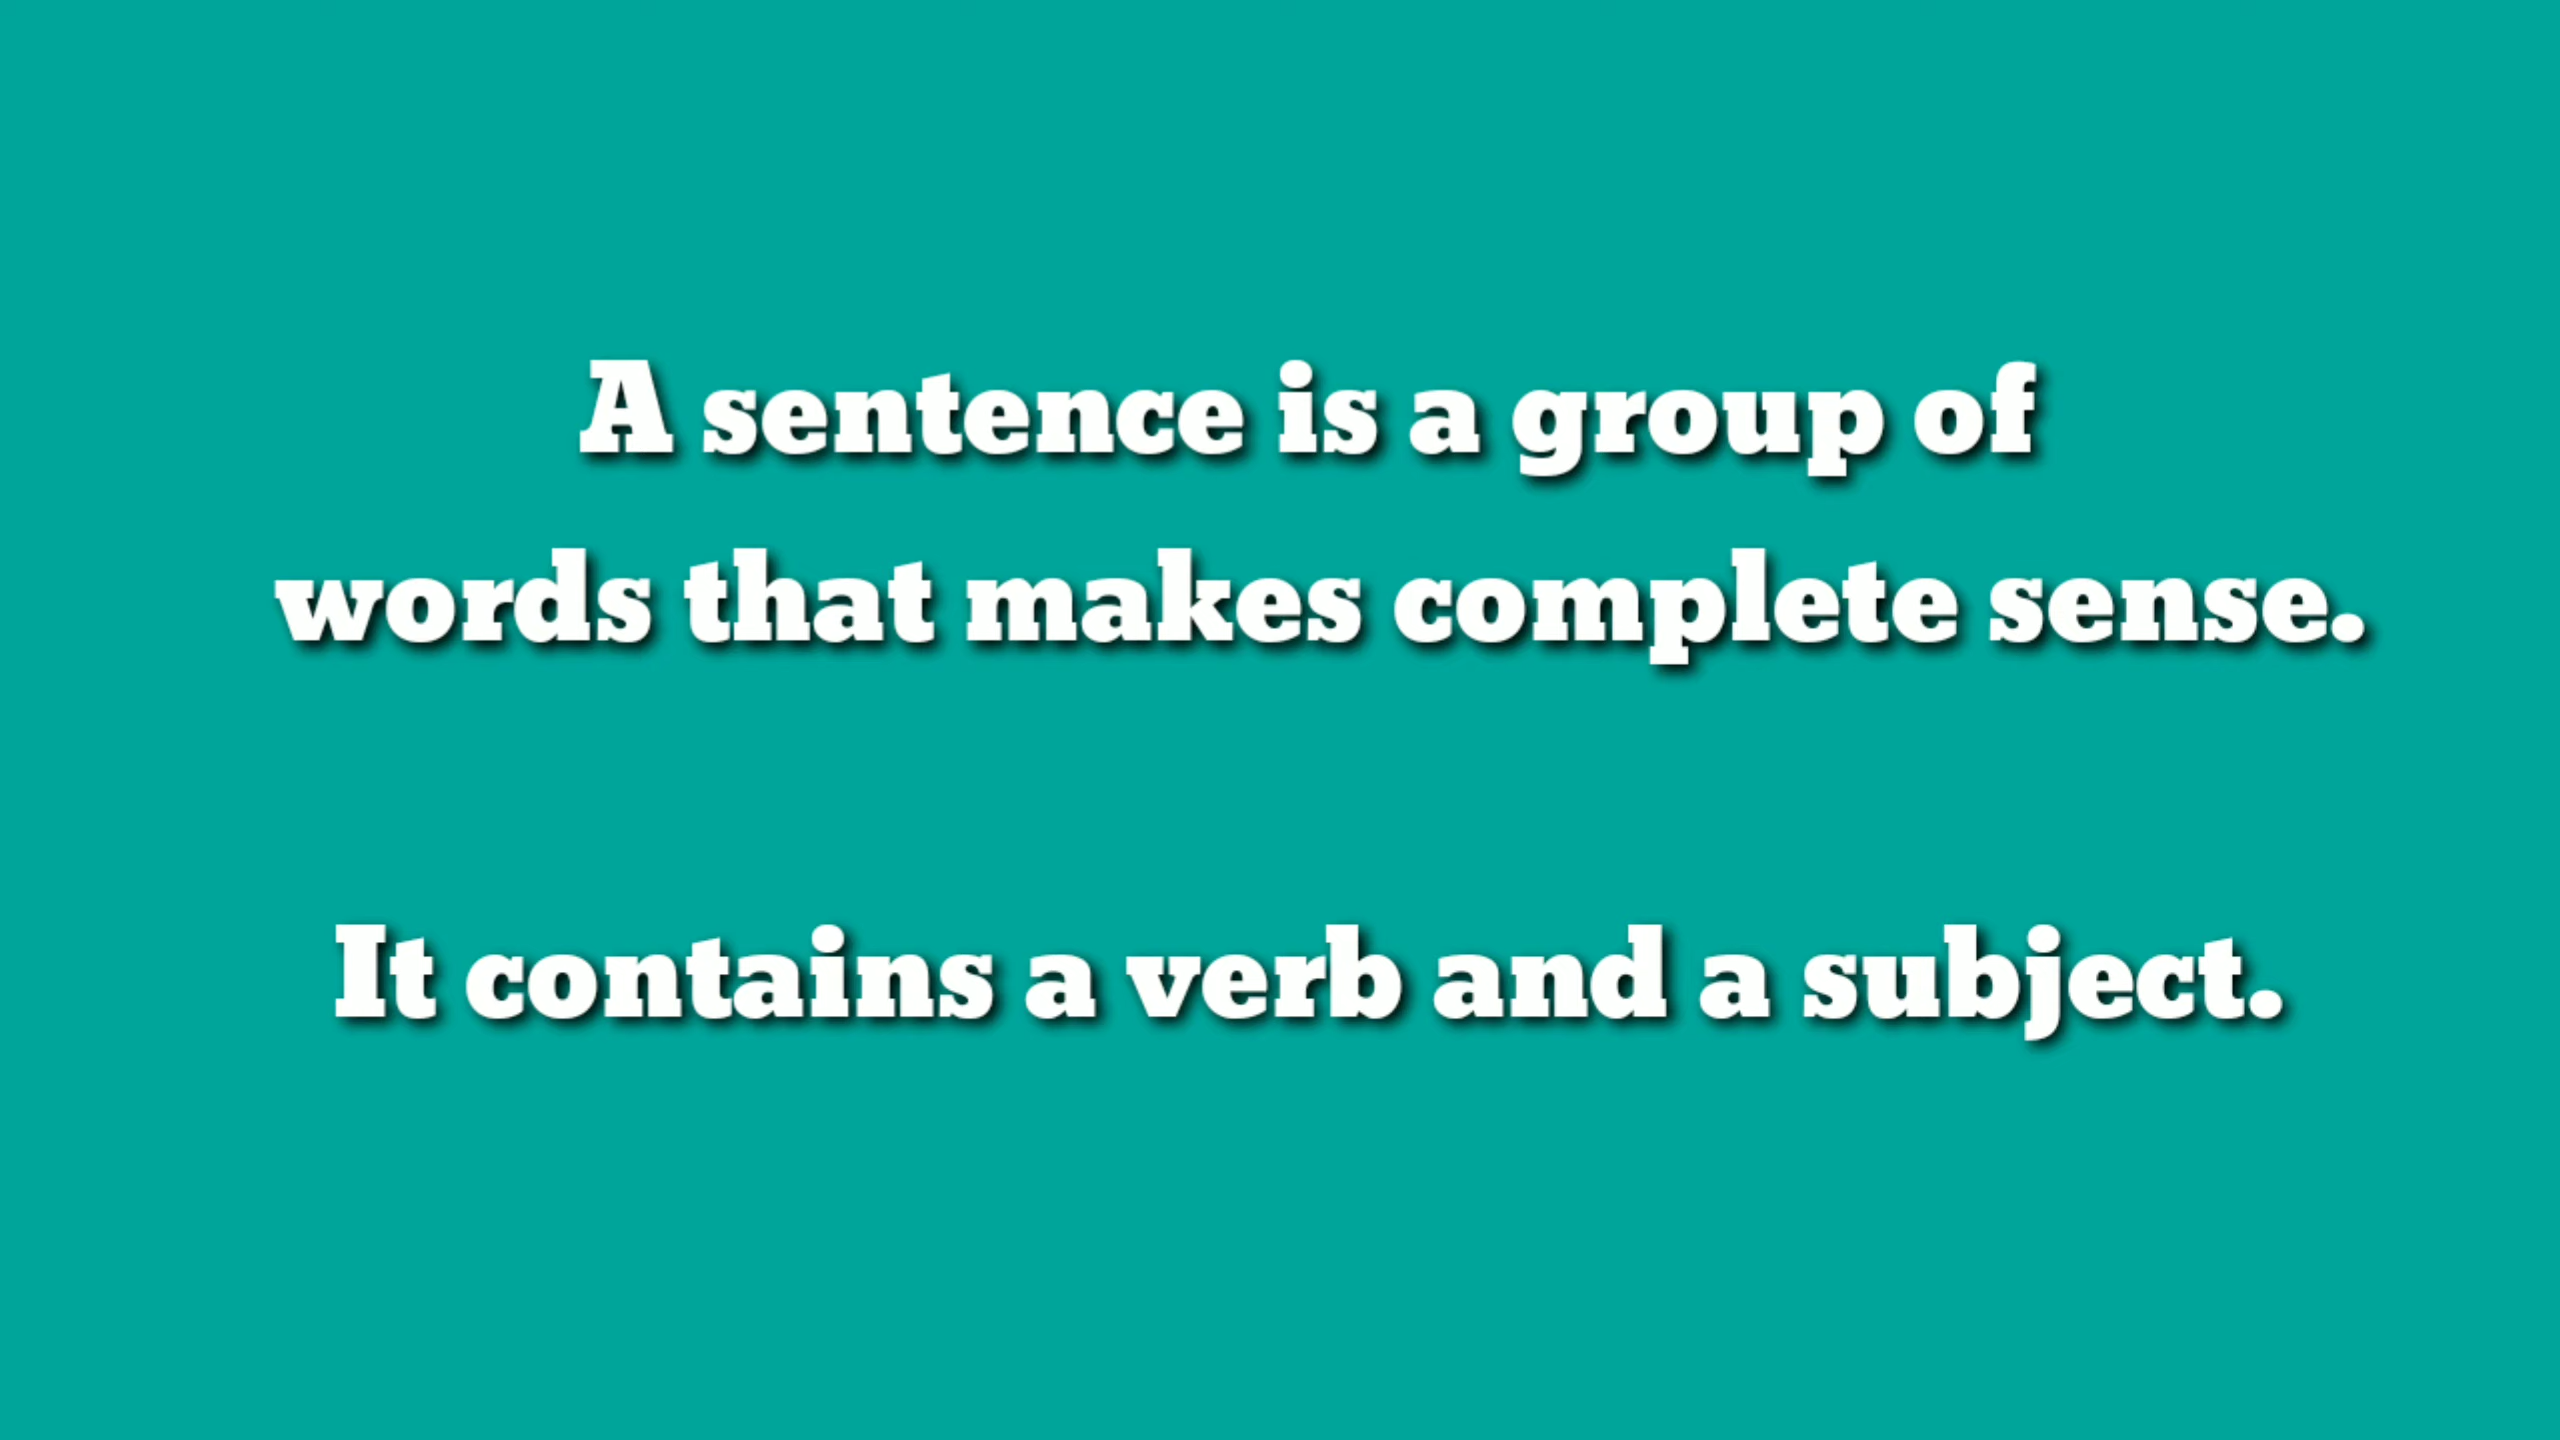 A sentence is a group of
words that makes complete sense.
It contains a verb and a subject.